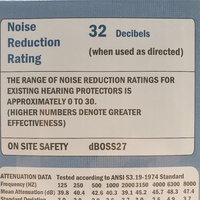 Noise 32 Decibels
Reduction (when used as directed)
Rating
THE RANGE OF NOISE REDUCTION RATINGS FOR
EXISTING HEARING PROTECTORS IS
APPROXIMATELY 0 TO 30.
(HIGHER NUMBERS DENOTE GREATER
EFFECTIVENESS)
ON SITE SAFETY dBOSS27
ATTENUATION DATA Tested according to ANSI S3.19-1974 Standard
Frequency (HZ) 125 250 500 1000 2000 3150 4000 6300 8000
Mean Attenuation (dB) 39.8 40.4 42.6 40.3 39.1 45.2 45.7 48.3 47.4